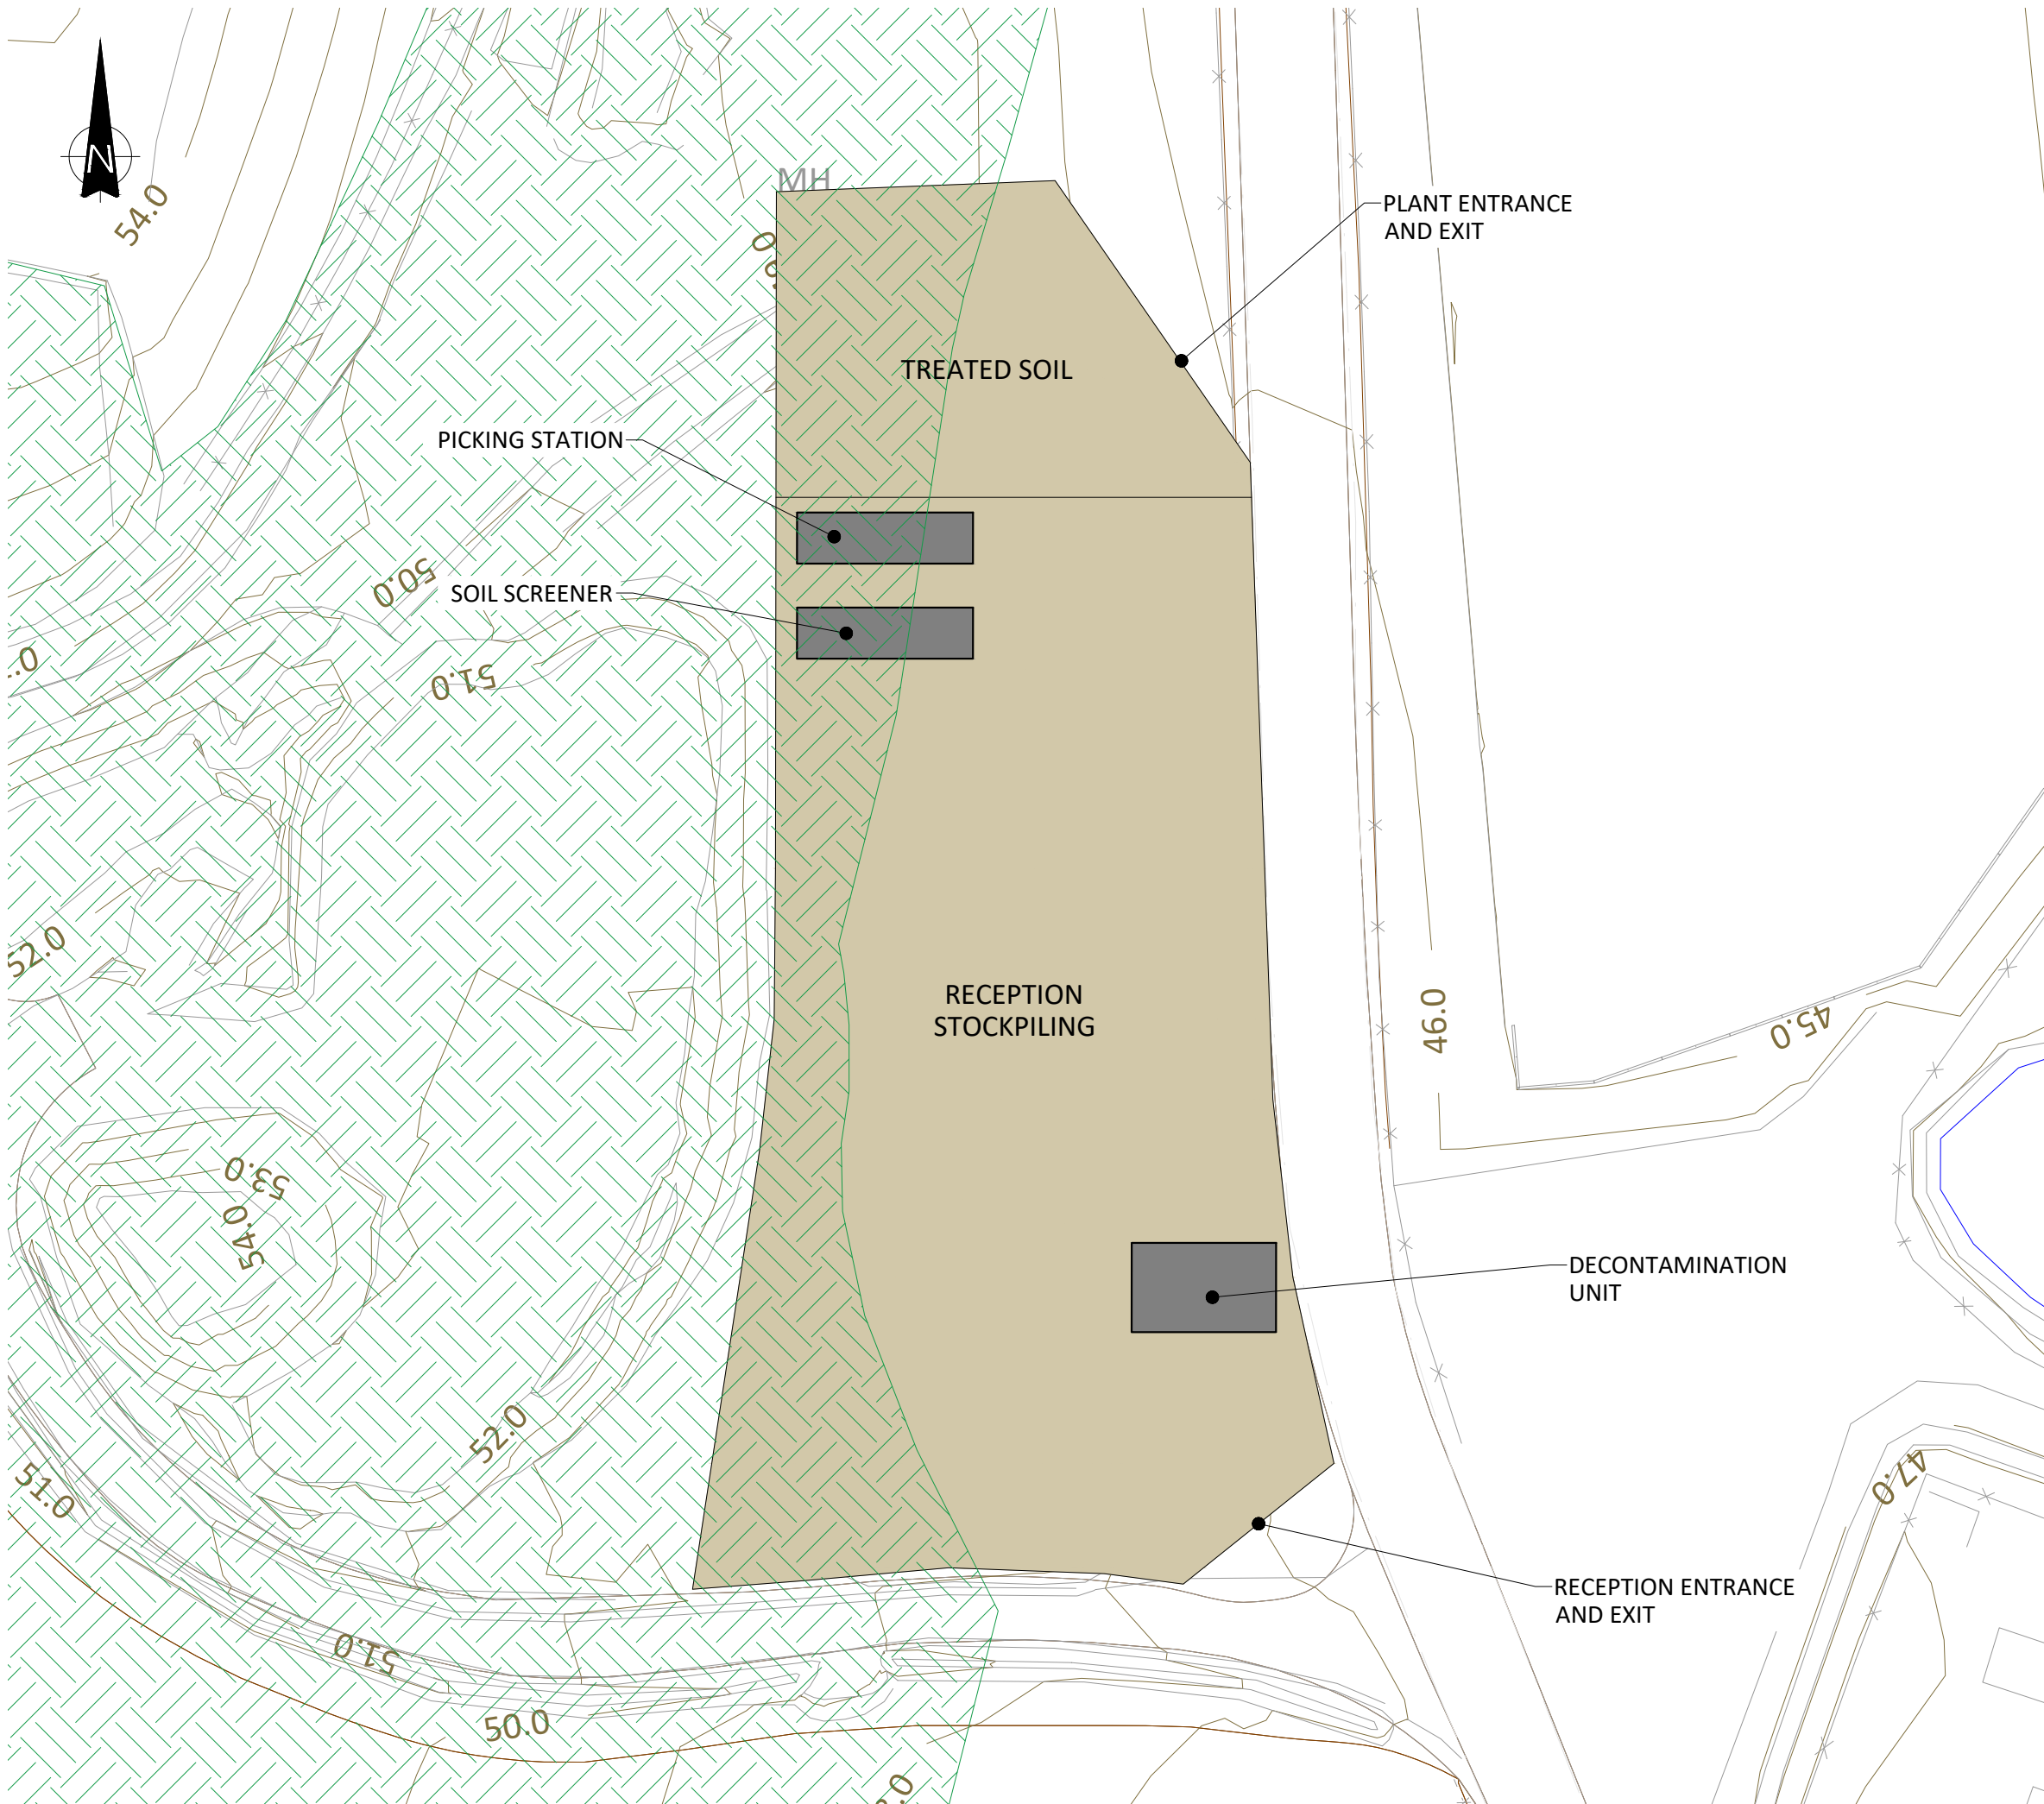 N
54.0
MH
PLANT ENTRANCE
AND EXIT
TREATED SOIL
PICKING STATION
SOIL SCREENER
50.0
51.0
52.0
RECEPTION
STOCKPILING
46.0
45.0
53.0
54.0
DECONTAMINATION
UNIT
52.0
51.0
47.0
RECEPTION ENTRANCE
AND EXIT
51.0
50.0